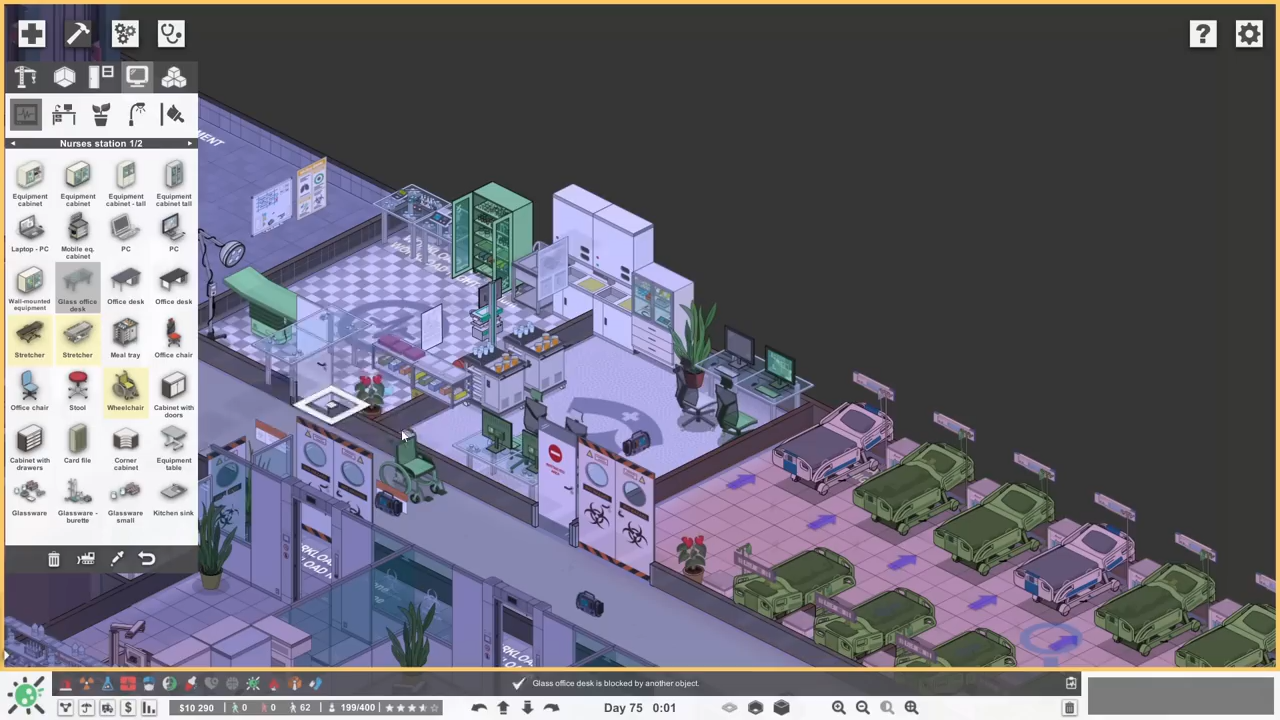 Nurses station 1/2
Equipment cabinet
Equipment cabinet
Equipment cabinet - tall
Equipment cabinet tall
Laptop - PC
Mobile eq. cabinet
PC
PC
Wall-mounted equipment
Glass office desk
Office desk
Office desk
Stretcher
Stretcher
Meal tray
Office chair
Office chair
Stool
Wheelchair
Cabinet with doors
Cabinet with drawers
Card file
Corner cabinet
Equipment table
Glassware
Glassware - burette
Glassware small
Kitchen sink
Glass office desk is blocked by another object.
$10 290
0
0
62
199/400
Day 75
0:01